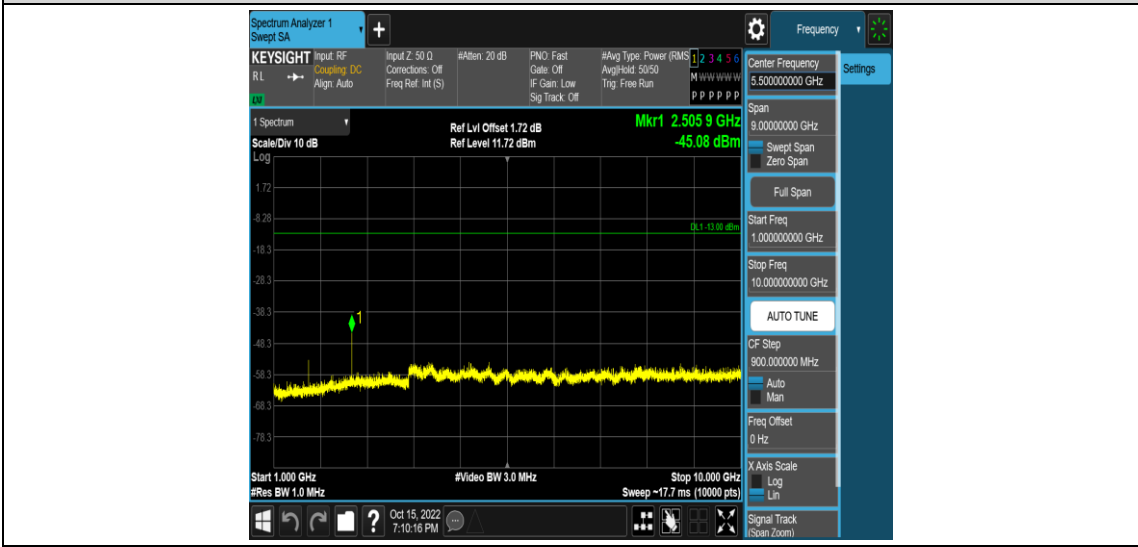 Spectrum Analyzer 1
Swept SA
+
Frequency
KEYSIGHT
RL
LXI
Input: RF
Coupling: DC
Align: Auto
Input Z: 50 Ω
Corrections: Off
Freq Ref: Int (S)
#Atten: 20 dB
PNO: Fast
Gate: Off
IF Gain: Low
Sig Track: Off
#Avg Type: Power (RMS
Avg|Hold: 50/50
Trig: Free Run
1 2 3 4 5 6
M W W W W W
P P P P P P
1 Spectrum
Scale/Div 10 dB
Log
Ref Lvl Offset 1.72 dB
Ref Level 11.72 dBm
Mkr1 2.505 9 GHz
-45.08 dBm
1.72
-8.28
DL1 -13.00 dBm
-18.3
-28.3
-38.3
1
-48.3
-58.3
-68.3
-78.3
Start 1.000 GHz
#Res BW 1.0 MHz
#Video BW 3.0 MHz
Stop 10.000 GHz
Sweep ~17.7 ms (10000 pts)
?
Oct 15, 2022
7:10:16 PM
Center Frequency
5.500000000 GHz
Settings
Span
9.00000000 GHz
Swept Span
Zero Span
Full Span
Start Freq
1.000000000 GHz
Stop Freq
10.000000000 GHz
AUTO TUNE
CF Step
900.000000 MHz
Auto
Man
Freq Offset
0 Hz
X Axis Scale
Log
Lin
Signal Track
(Span Zoom)